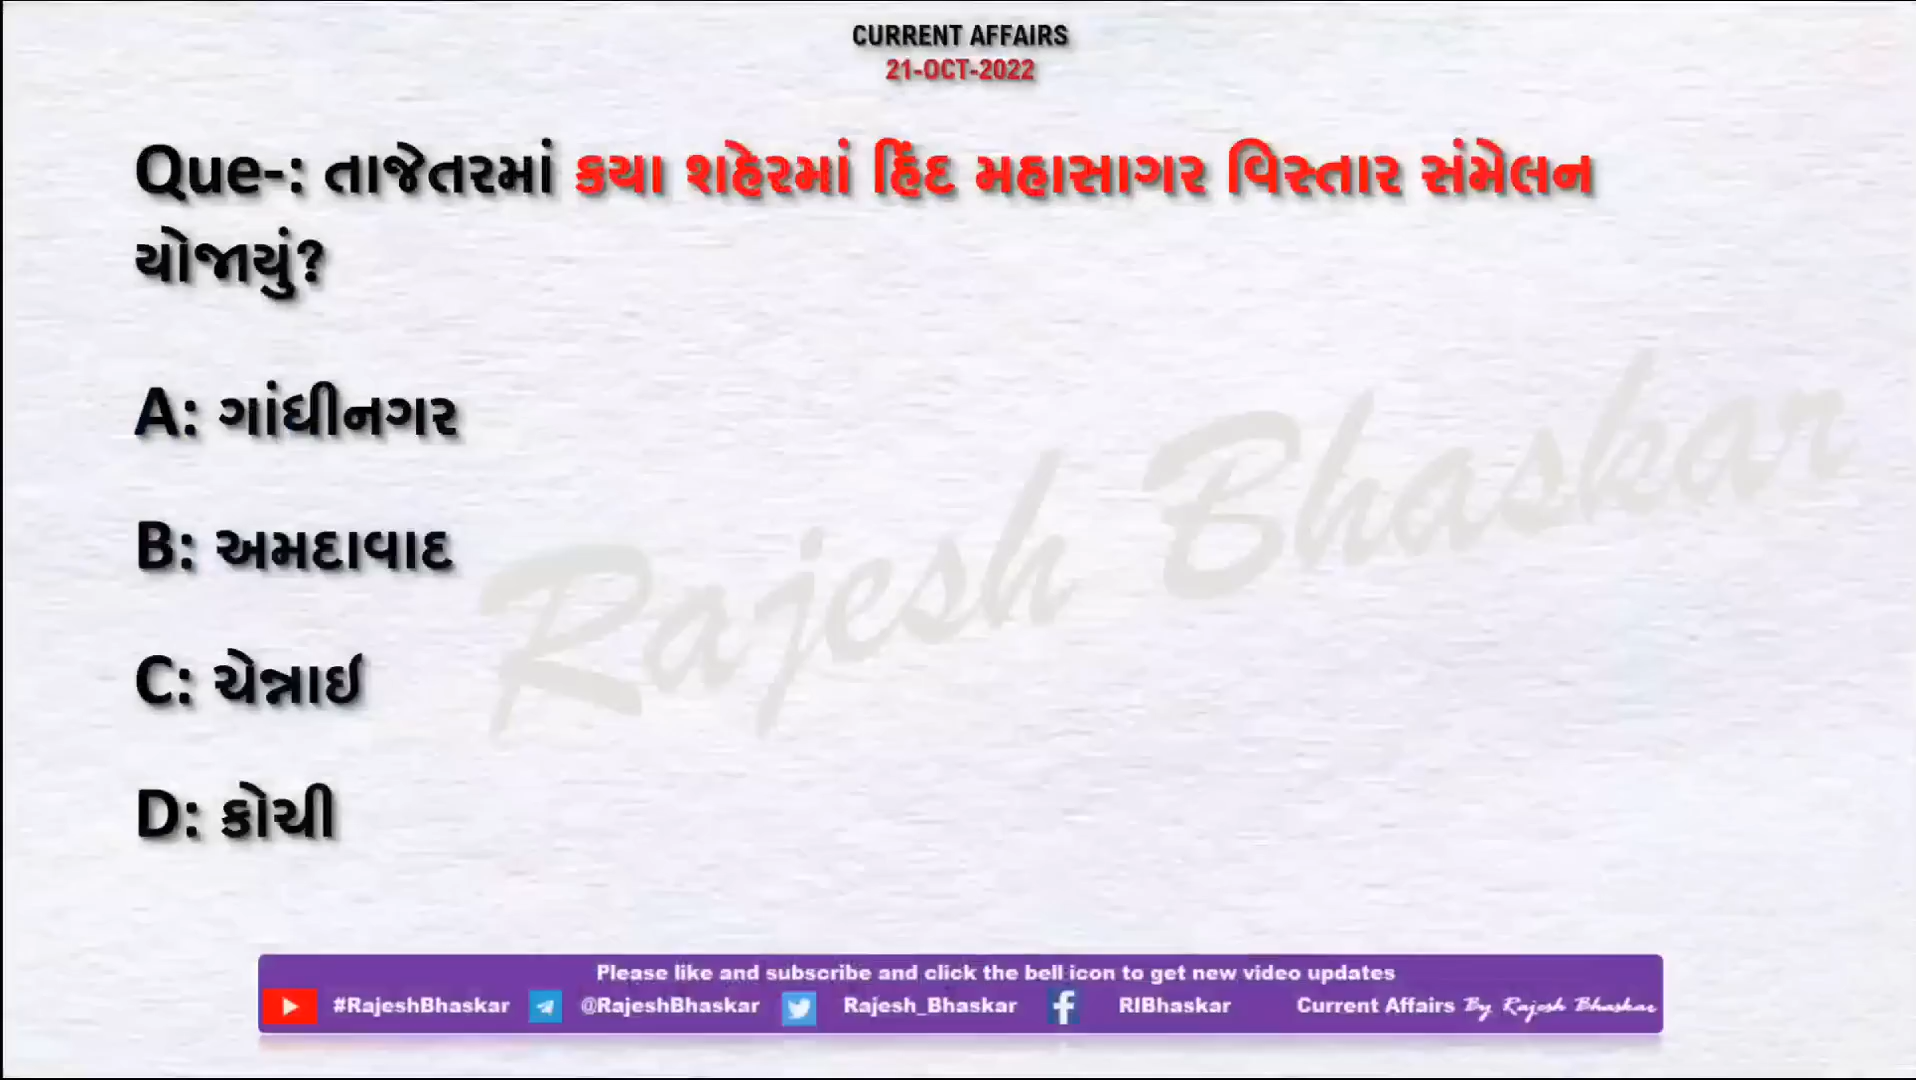 CURRENT AFFAIRS
21-OCT-2022
Que-: તાજેતરમાં કયા શહેરમાં હિંદ મહાસાગર વિસ્તાર સંમેલન
યોજાયું?
A: ગાંધીનગર
B: અમદાવાદ
C: ચેન્નાઈ
D: કોચી
Rajesh Bhaskar
Please like and subscribe and click the bell icon to get new video updates
#RajeshBhaskar @RajeshBhaskar Rajesh_Bhaskar RIBhaskar Current Affairs By Rajesh Bhaskar